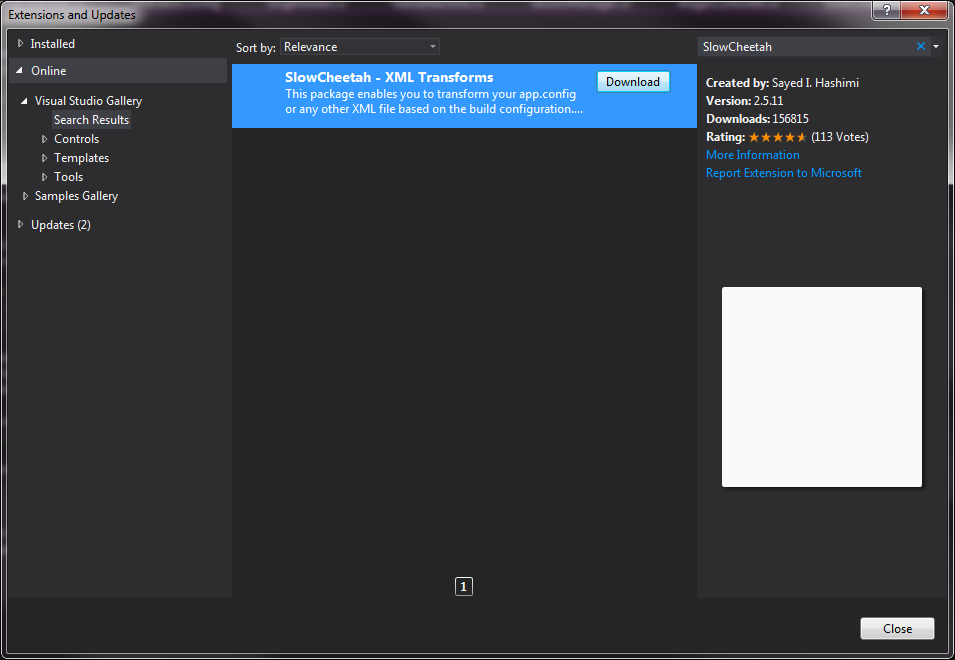 Extensions and Updates
?
Installed
Online
Visual Studio Gallery
Search Results
Controls
Templates
Tools
Samples Gallery
Updates (2)
Sort by: Relevance
SlowCheetah - XML Transforms
This package enables you to transform your app.config
or any other XML file based on the build configuration....
Download
1
SlowCheetah
Created by: Sayed I. Hashimi
Version: 2.5.11
Downloads: 156815
Rating: (113 Votes)
More Information
Report Extension to Microsoft
Close